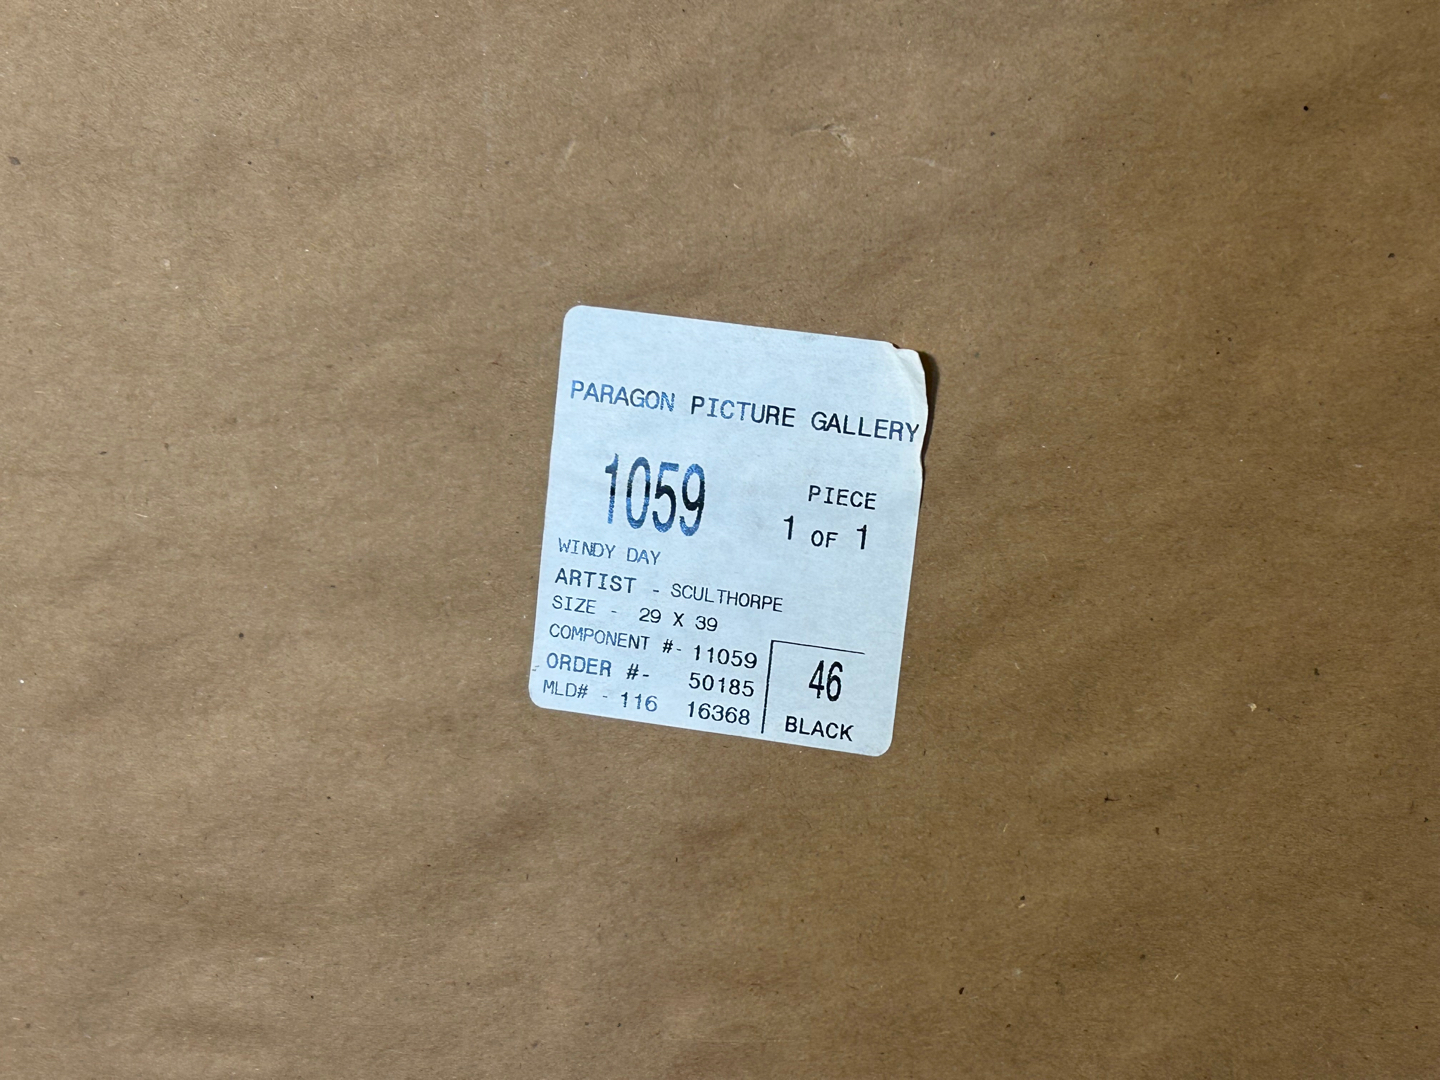 PARAGON PICTURE GALLERY
1059
PIECE
1 OF 1
WINDY DAY
ARTIST - SCULTHORPE
SIZE - 29 X 39
COMPONENT #- 11059
ORDER #- 50185
MLD# - 116 16368
46
BLACK